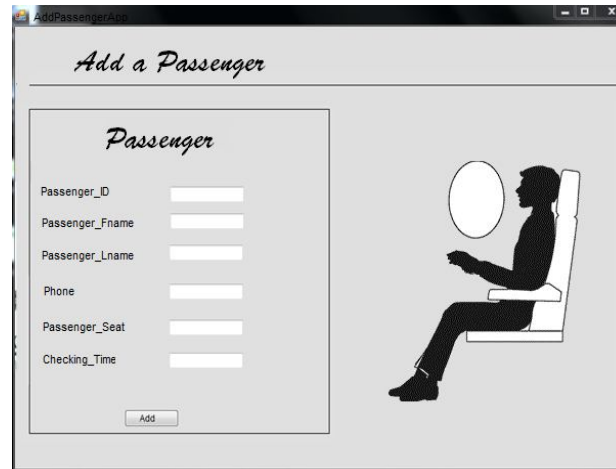 AddPassengerApp
Add a Passenger
Passenger
Passenger_ID
Passenger_Fname
Passenger_Lname
Phone
Passenger_Seat
Checking_Time
Add